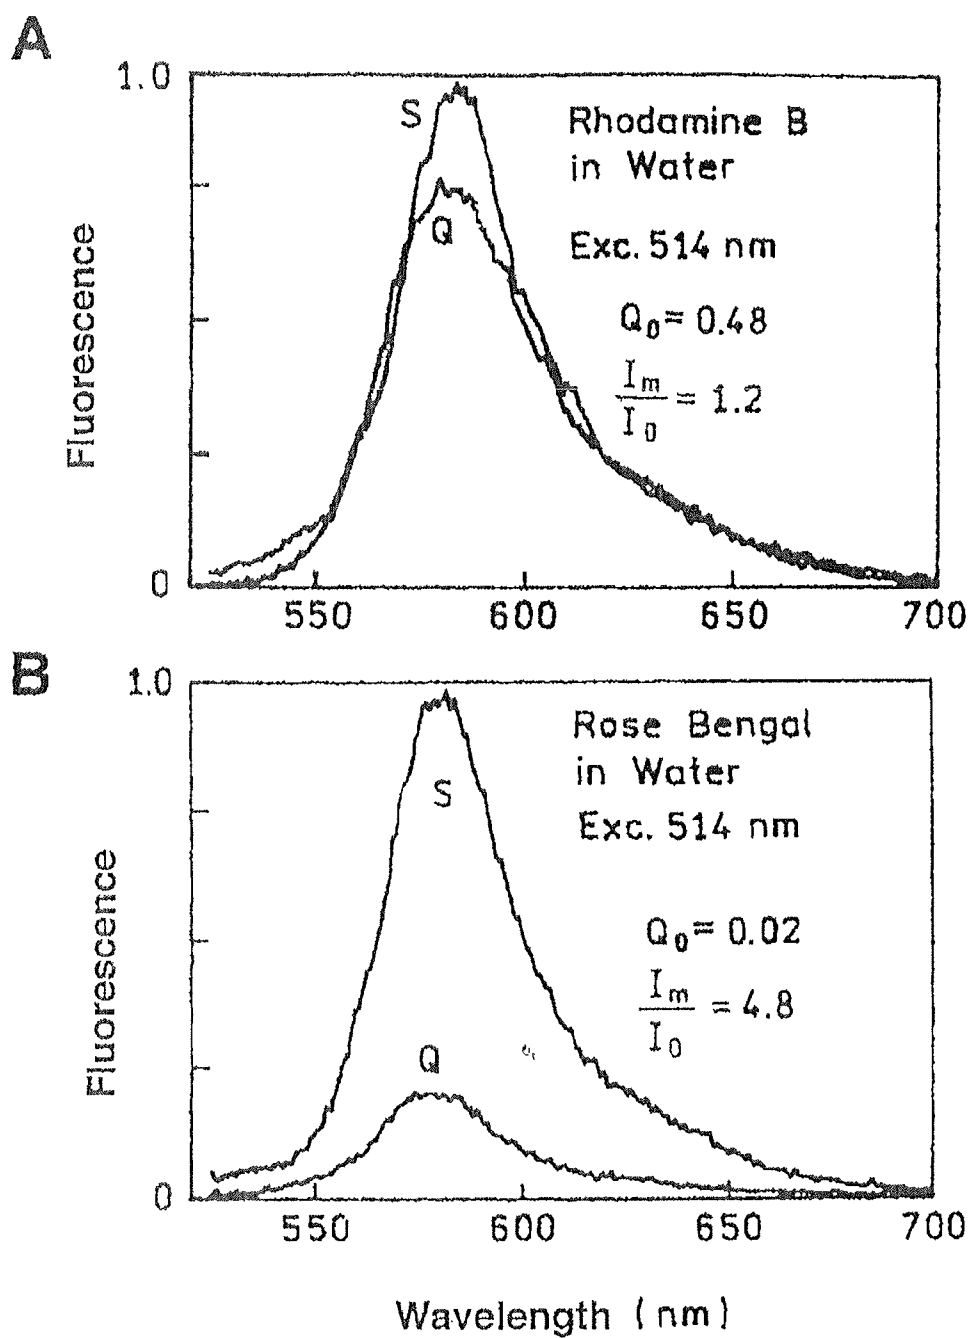 A
1.0
S
Rhodamine B
in Water
Q
Exc. 514 nm
Q0 = 0.48
Im
I0
= 1.2
Fluorescence
0
550 600 650 700
B
1.0
Rose Bengal
in Water
S
Exc. 514 nm
Q0 = 0.02
Im
I0
= 4.8
Q
Fluorescence
0
550 600 650 700
Wavelength (nm)